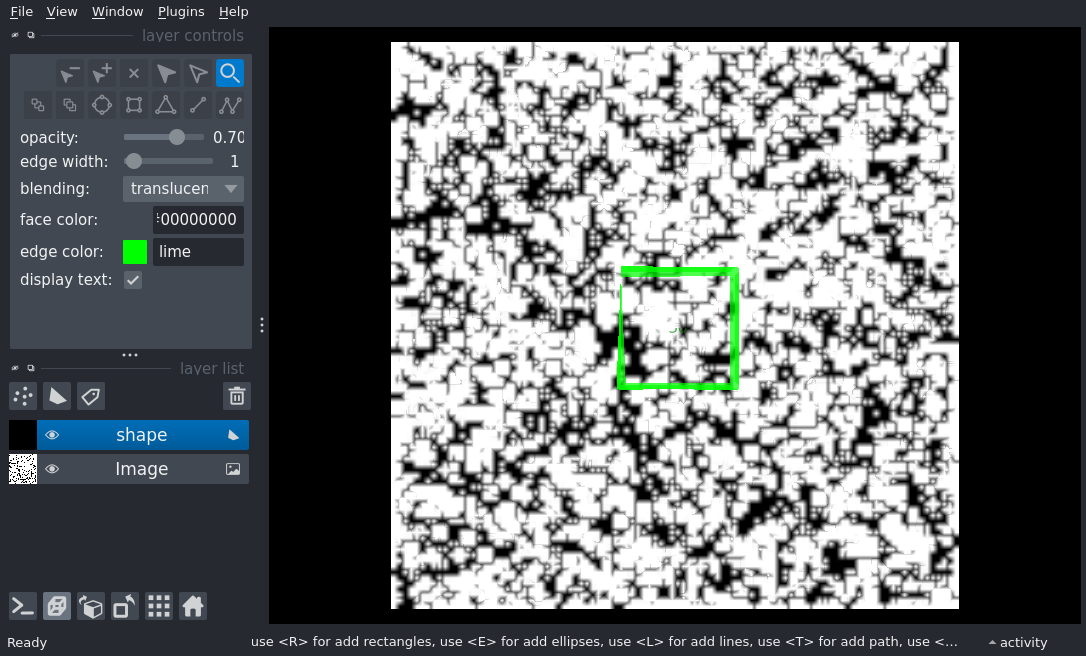 File View Window Plugins Help
layer controls
opacity: 0.70
edge width: 1
blending: translucen
face color: 00000000
edge color: lime
display text:
layer list
shape
Image
Ready use <R> for add rectangles, use <E> for add ellipses, use <L> for add lines, use <T> for add path, use <... activity